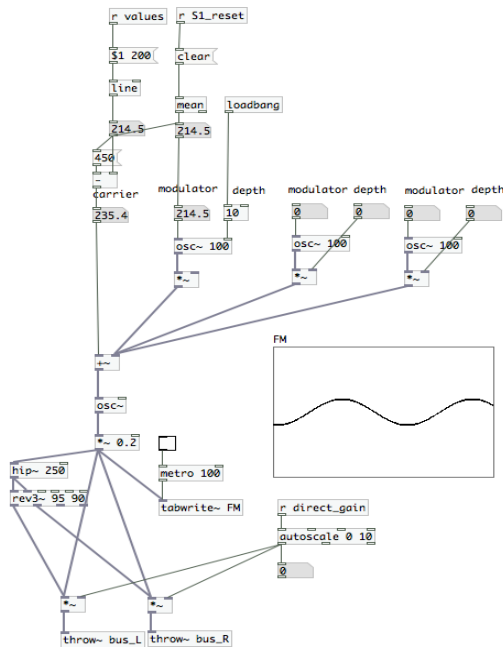 r values
r S1_reset
$1 200
clear
line
mean
loadbang
214.5
214.5
450
-
carrier
modulator
depth
modulator
depth
modulator
depth
235.4
214.5
10
0
0
0
0
osc~ 100
osc~ 100
osc~ 100
*~
*~
*~
FM
+~
osc~
*~ 0.2
hip~ 250
metro 100
rev3~ 95 90
tabwrite~ FM
r direct_gain
autoscale 0 10
0
*~
*~
throw~ bus_L
throw~ bus_R